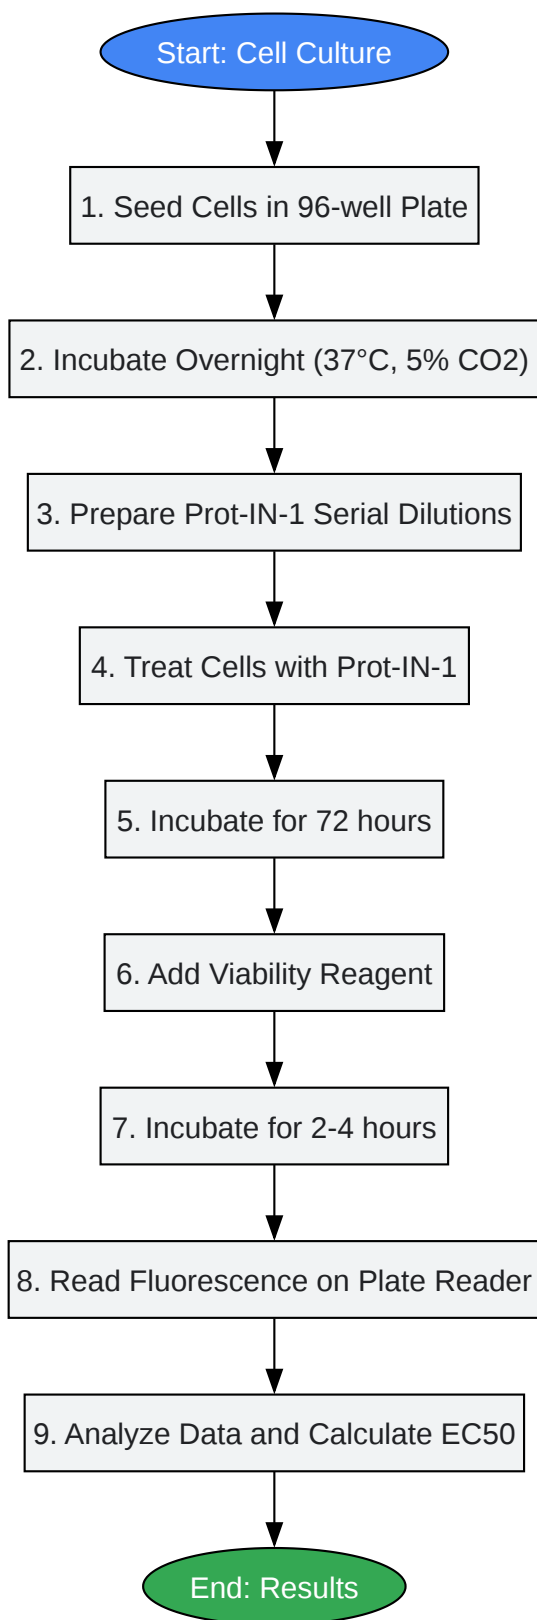 Start: Cell Culture
1. Seed Cells in 96-well Plate
2. Incubate Overnight (37°C, 5% CO2)
3. Prepare Prot-IN-1 Serial Dilutions
4. Treat Cells with Prot-IN-1
5. Incubate for 72 hours
6. Add Viability Reagent
7. Incubate for 2-4 hours
8. Read Fluorescence on Plate Reader
9. Analyze Data and Calculate EC50
End: Results